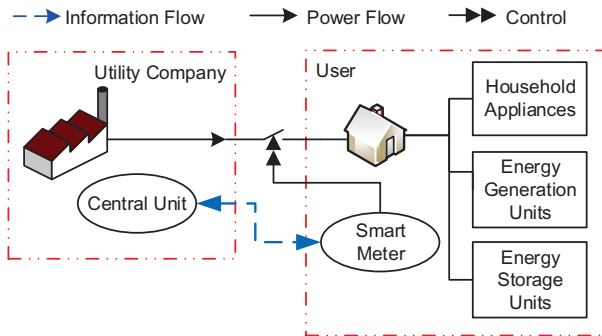 Information Flow
Power Flow
Control
Utility Company
User
Household
Appliances
Energy
Generation
Units
Central Unit
Smart
Meter
Energy
Storage
Units